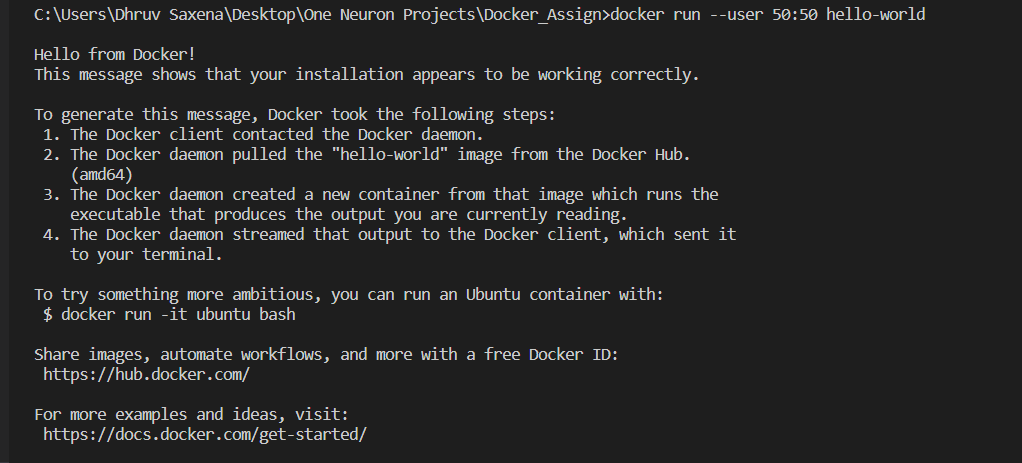 C:\Users\Dhruv Saxena\Desktop\One Neuron Projects\Docker_Assign>docker run --user 50:50 hello-world
Hello from Docker!
This message shows that your installation appears to be working correctly.
To generate this message, Docker took the following steps:
1. The Docker client contacted the Docker daemon.
2. The Docker daemon pulled the "hello-world" image from the Docker Hub.
(amd64)
3. The Docker daemon created a new container from that image which runs the
executable that produces the output you are currently reading.
4. The Docker daemon streamed that output to the Docker client, which sent it
to your terminal.
To try something more ambitious, you can run an Ubuntu container with:
$ docker run -it ubuntu bash
Share images, automate workflows, and more with a free Docker ID:
https://hub.docker.com/
For more examples and ideas, visit:
https://docs.docker.com/get-started/